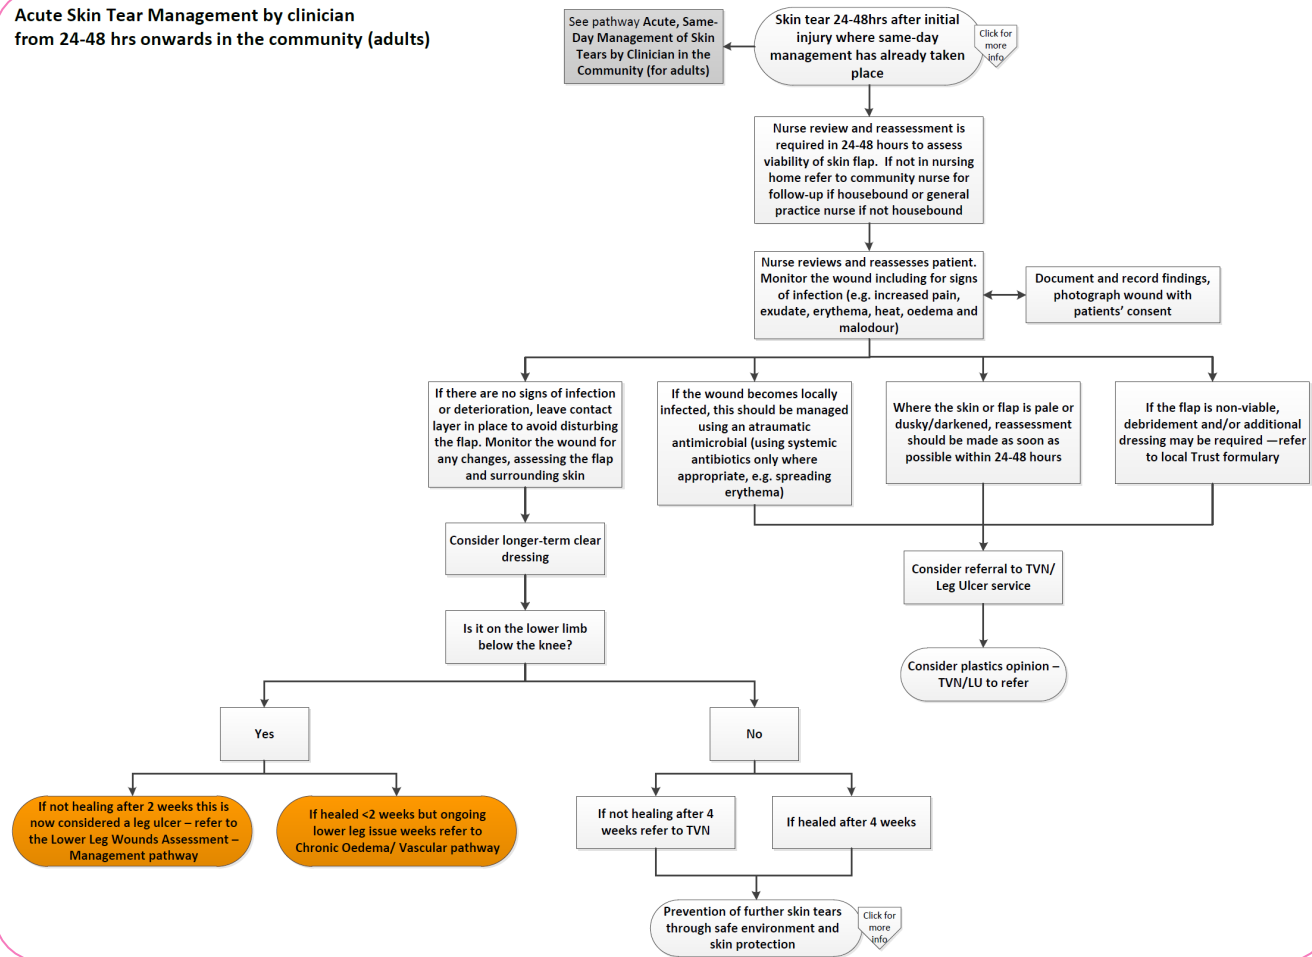 Acute Skin Tear Management by clinician
from 24-48 hrs onwards in the community (adults)
See pathway Acute, Same-
Day Management of Skin
Tears by Clinician in the
Community (for adults)
Skin tear 24-48hrs after initial
injury where same-day
management has already taken
place
Click for
more
info
Nurse review and reassessment is
required in 24-48 hours to assess
viability of skin flap.  If not in nursing
home refer to community nurse for
follow-up if housebound or general
practice nurse if not housebound
Nurse reviews and reassesses patient.
Monitor the wound including for signs
of infection (e.g. increased pain,
exudate, erythema, heat, oedema and
malodour)
Document and record findings,
photograph wound with
patients’ consent
If there are no signs of infection
or deterioration, leave contact
layer in place to avoid disturbing
the flap. Monitor the wound for
any changes, assessing the flap
and surrounding skin
If the wound becomes locally
infected, this should be managed
using an atraumatic
antimicrobial (using systemic
antibiotics only where
appropriate, e.g. spreading
erythema)
Where the skin or flap is pale or
dusky/darkened, reassessment
should be made as soon as
possible within 24-48 hours
If the flap is non-viable,
debridement and/or additional
dressing may be required —refer
to local Trust formulary
Consider longer-term clear
dressing
Consider referral to TVN/
Leg Ulcer service
Is it on the lower limb
below the knee?
Consider plastics opinion –
TVN/LU to refer
Yes
No
If not healing after 2 weeks this is
now considered a leg ulcer – refer to
the Lower Leg Wounds Assessment –
Management pathway
If healed <2 weeks but ongoing
lower leg issue weeks refer to
Chronic Oedema/ Vascular pathway
If not healing after 4
weeks refer to TVN
If healed after 4 weeks
Prevention of further skin tears
through safe environment and
skin protection
Click for
more
info